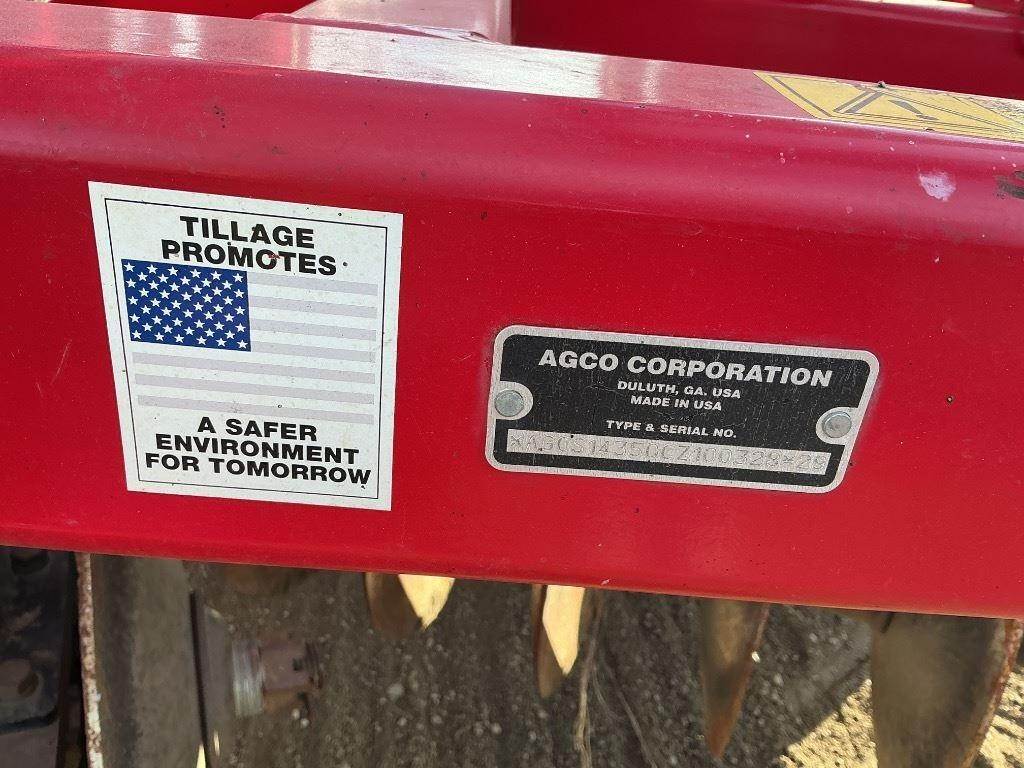 TILLAGE
PROMOTES
A SAFER
ENVIRONMENT
FOR TOMORROW
AGCO CORPORATION
DULUTH, GA. USA
MADE IN USA
TYPE & SERIAL NO.